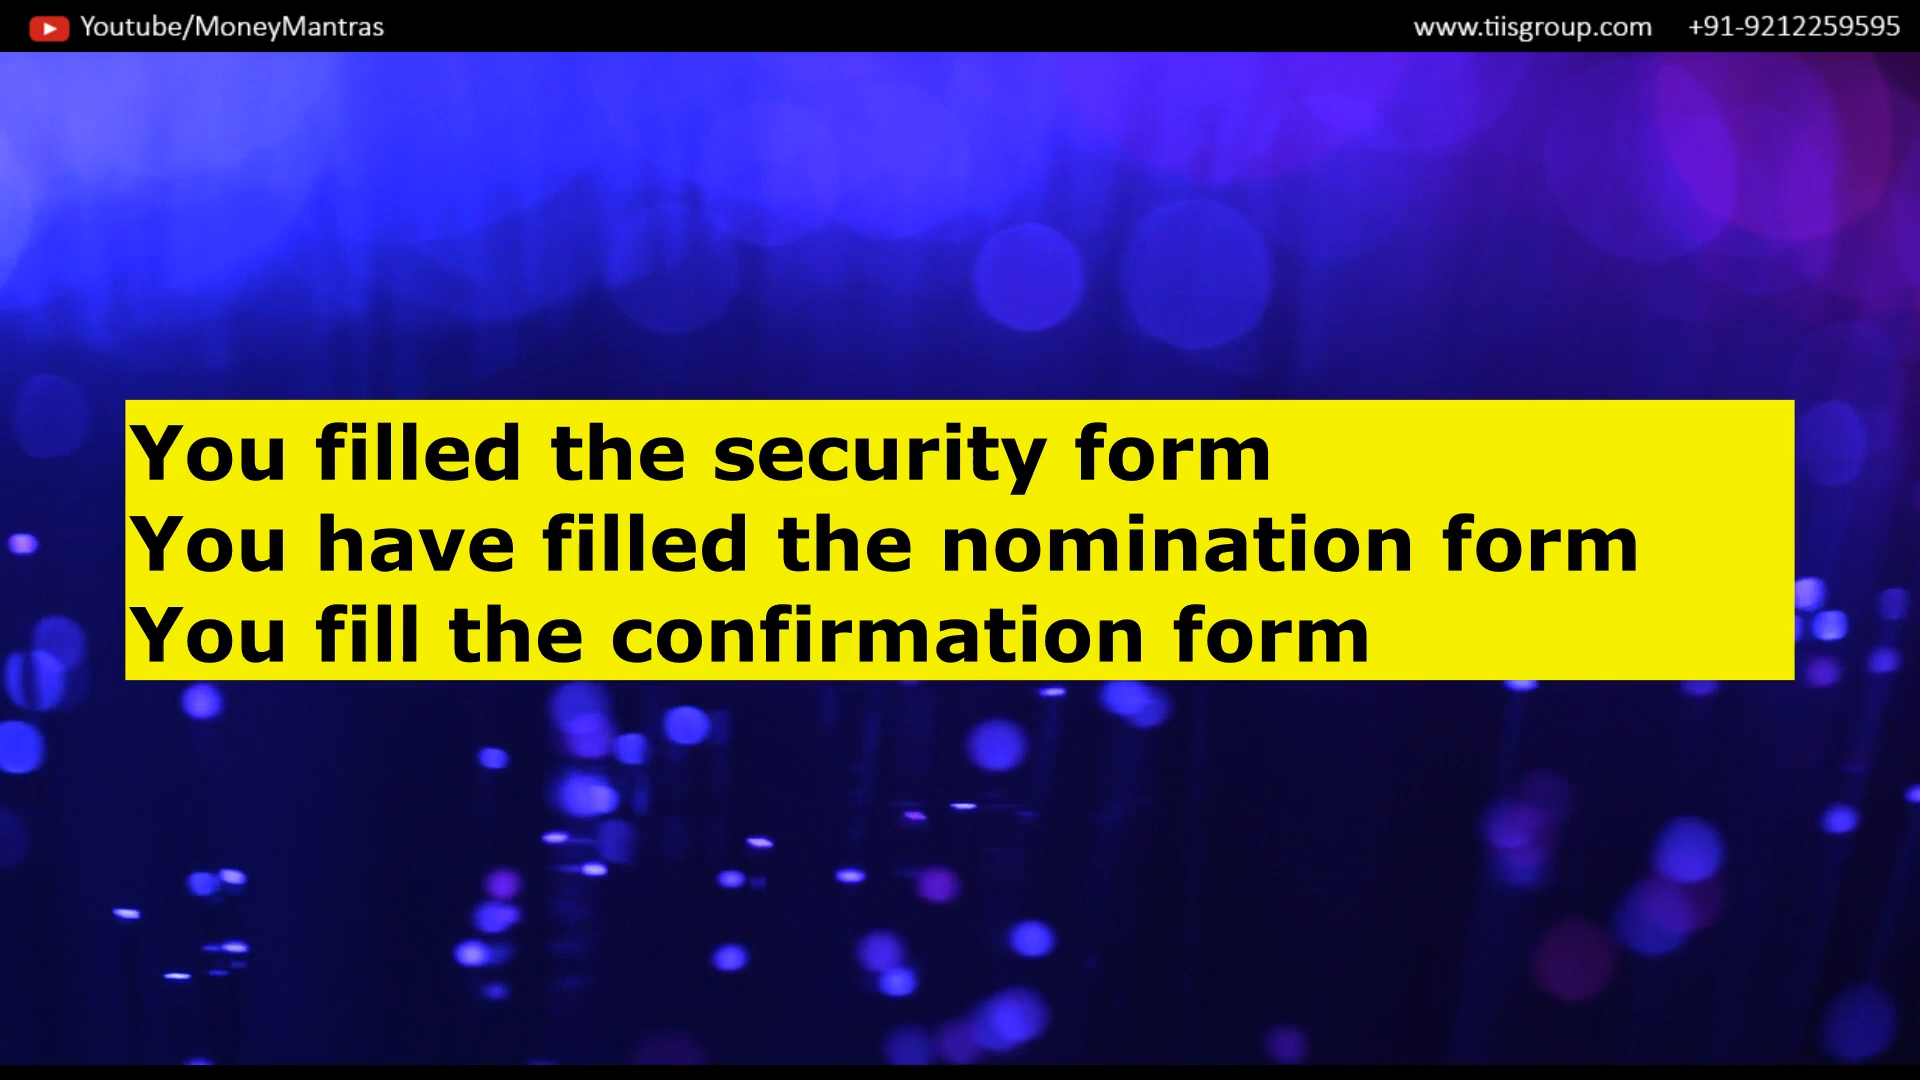 Youtube/MoneyMantras
www.tiisgroup.com +91-9212259595
You filled the security form
You have filled the nomination form
You fill the confirmation form